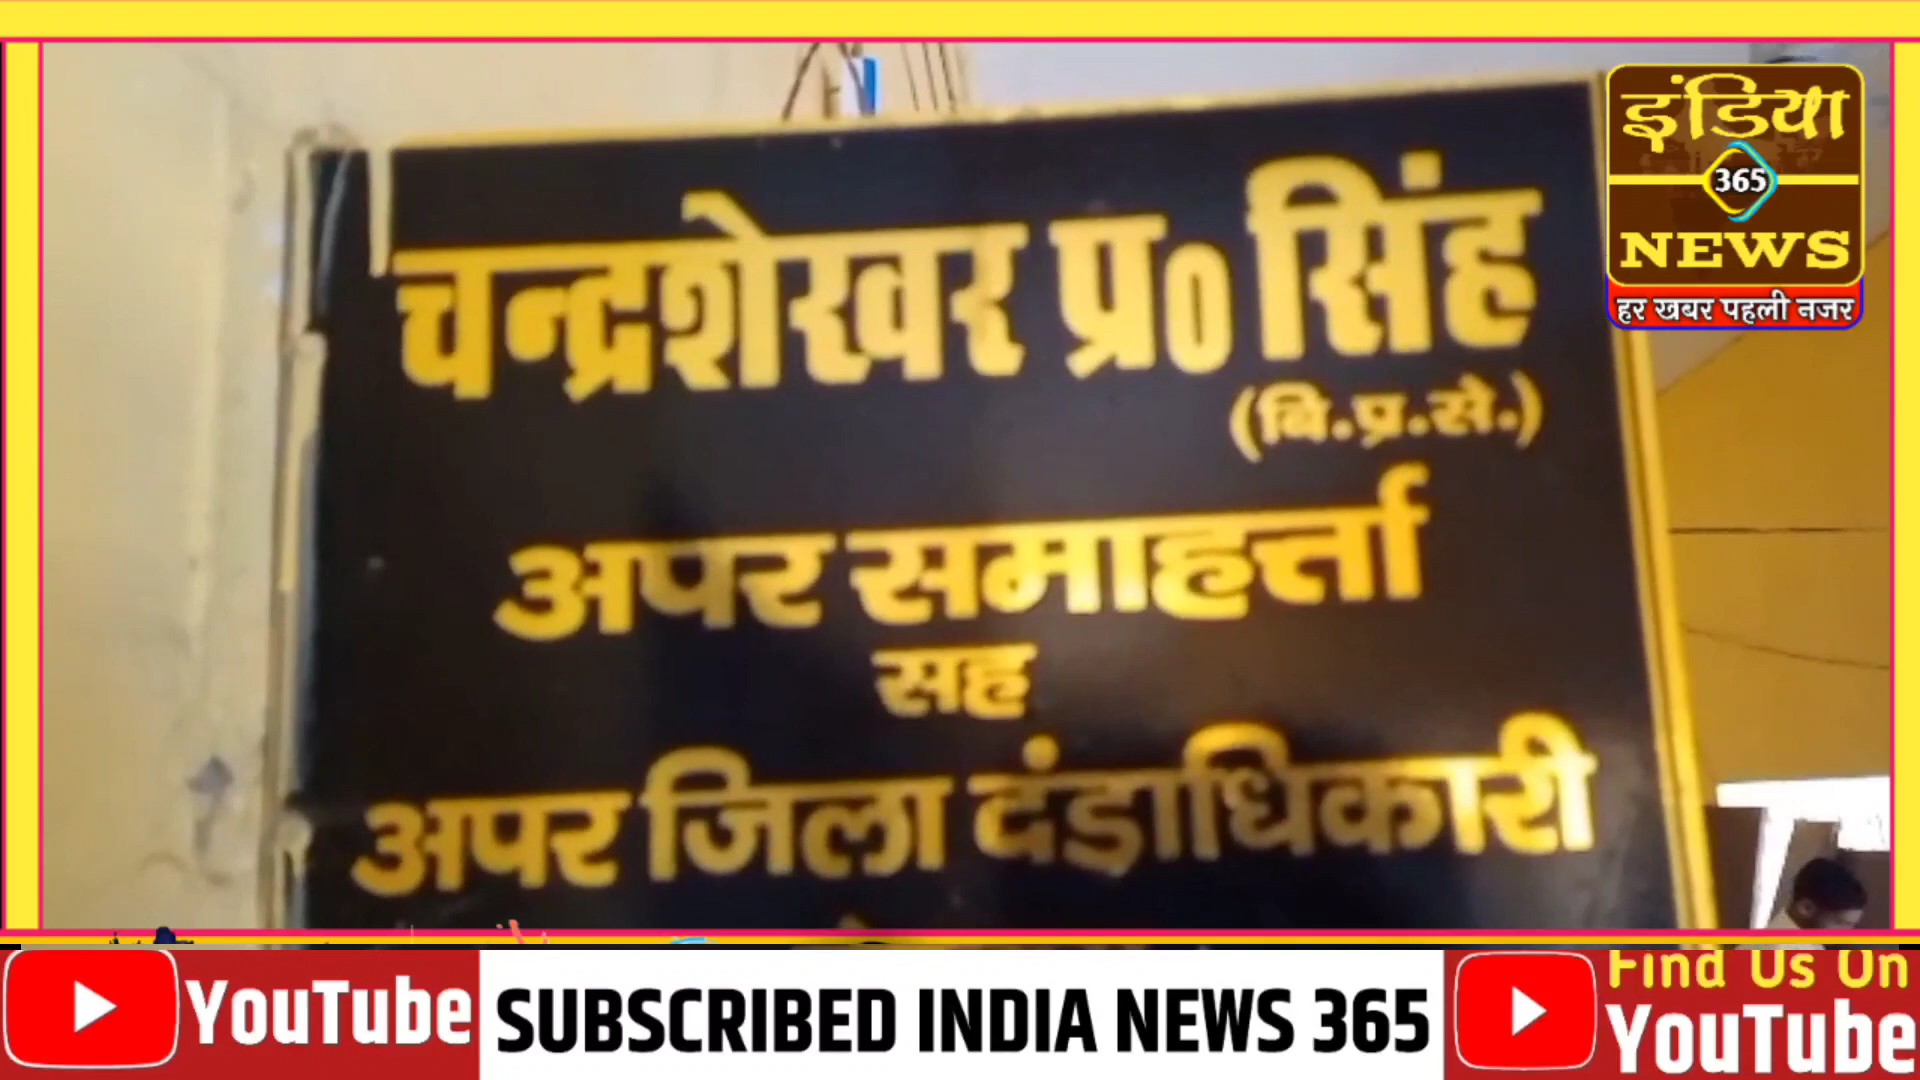 चन्द्रशेखर प्र० सिंह
(बि.प्र.से.)
अपर समाहर्त्ता
सह
अपर जिला दंडाधिकारी
इंडिया
365
NEWS
हर खबर पहली नजर
YouTube
SUBSCRIBED INDIA NEWS 365
Find Us On
YouTube